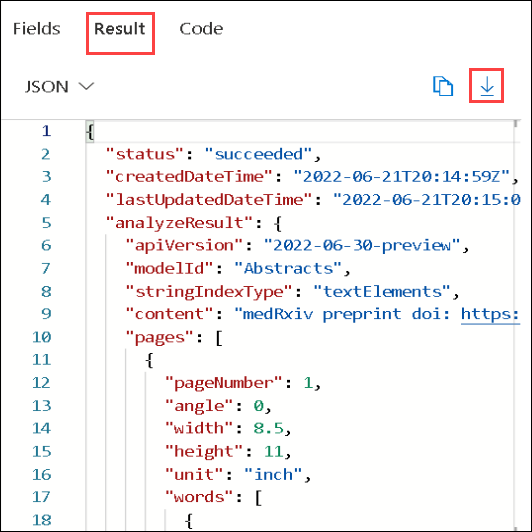 Fields Result Code
JSON
1 {
2 "status": "succeeded",
3 "createdDateTime": "2022-06-21T20:14:59Z",
4 "lastUpdatedDateTime": "2022-06-21T20:15:0
5 "analyzeResult": {
6 "apiVersion": "2022-06-30-preview",
7 "modelId": "Abstracts",
8 "stringIndexType": "textElements",
9 "content": "medRxiv preprint doi: https:
10 "pages": [
11 {
12 "pageNumber": 1,
13 "angle": 0,
14 "width": 8.5,
15 "height": 11,
16 "unit": "inch",
17 "words": [
18 {